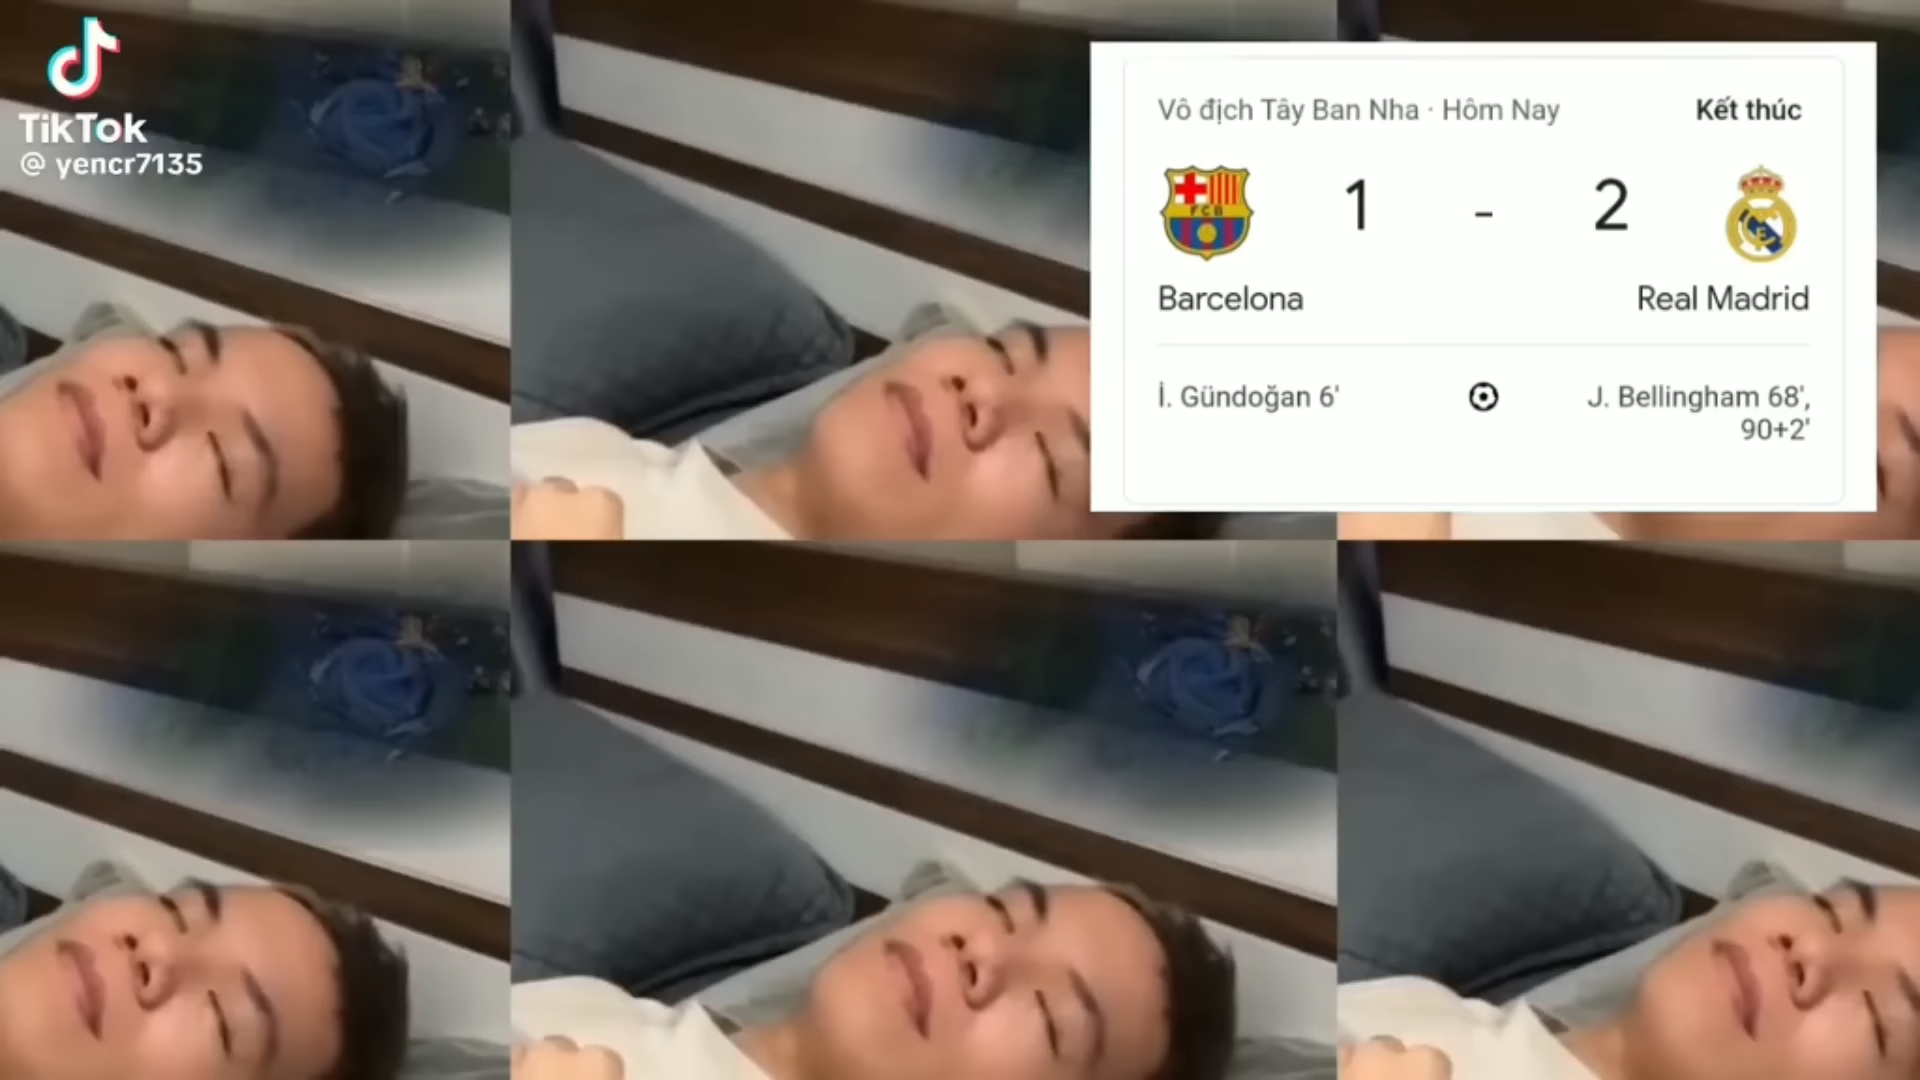 TikTok
@ yencr7135
Vô địch Tây Ban Nha · Hôm Nay
Kết thúc
FCB
1 - 2
Barcelona
Real Madrid
İ. Gündoğan 6'
J. Bellingham 68',
90+2'